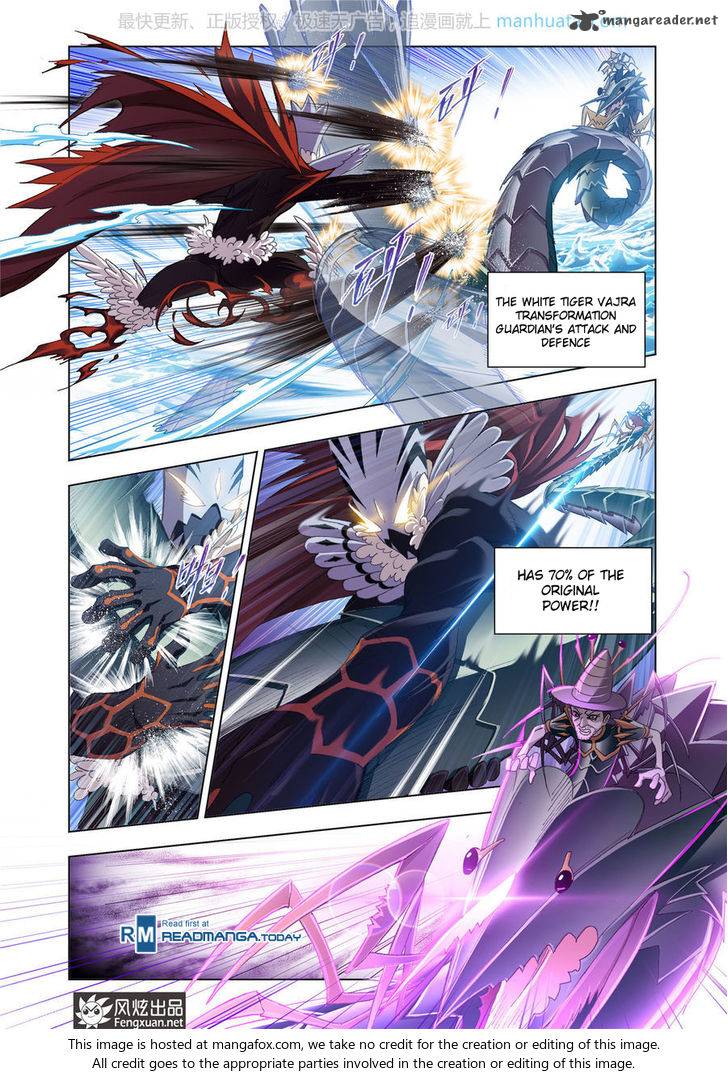 最快更新、正版授权、极速无广告，追漫画就上 manhuata
mangareader.net
THE WHITE TIGER VAJRA
TRANSFORMATION
GUARDIAN'S ATTACK AND
DEFENCE
HAS 70% OF THE
ORIGINAL
POWER!!
Read first at
RM READMANGA.TODAY
风炫出品
Fengxuan.net
This image is hosted at mangafox.com, we take no credit for the creation or editing of this image.
All credit goes to the appropriate parties involved in the creation or editing of this image.